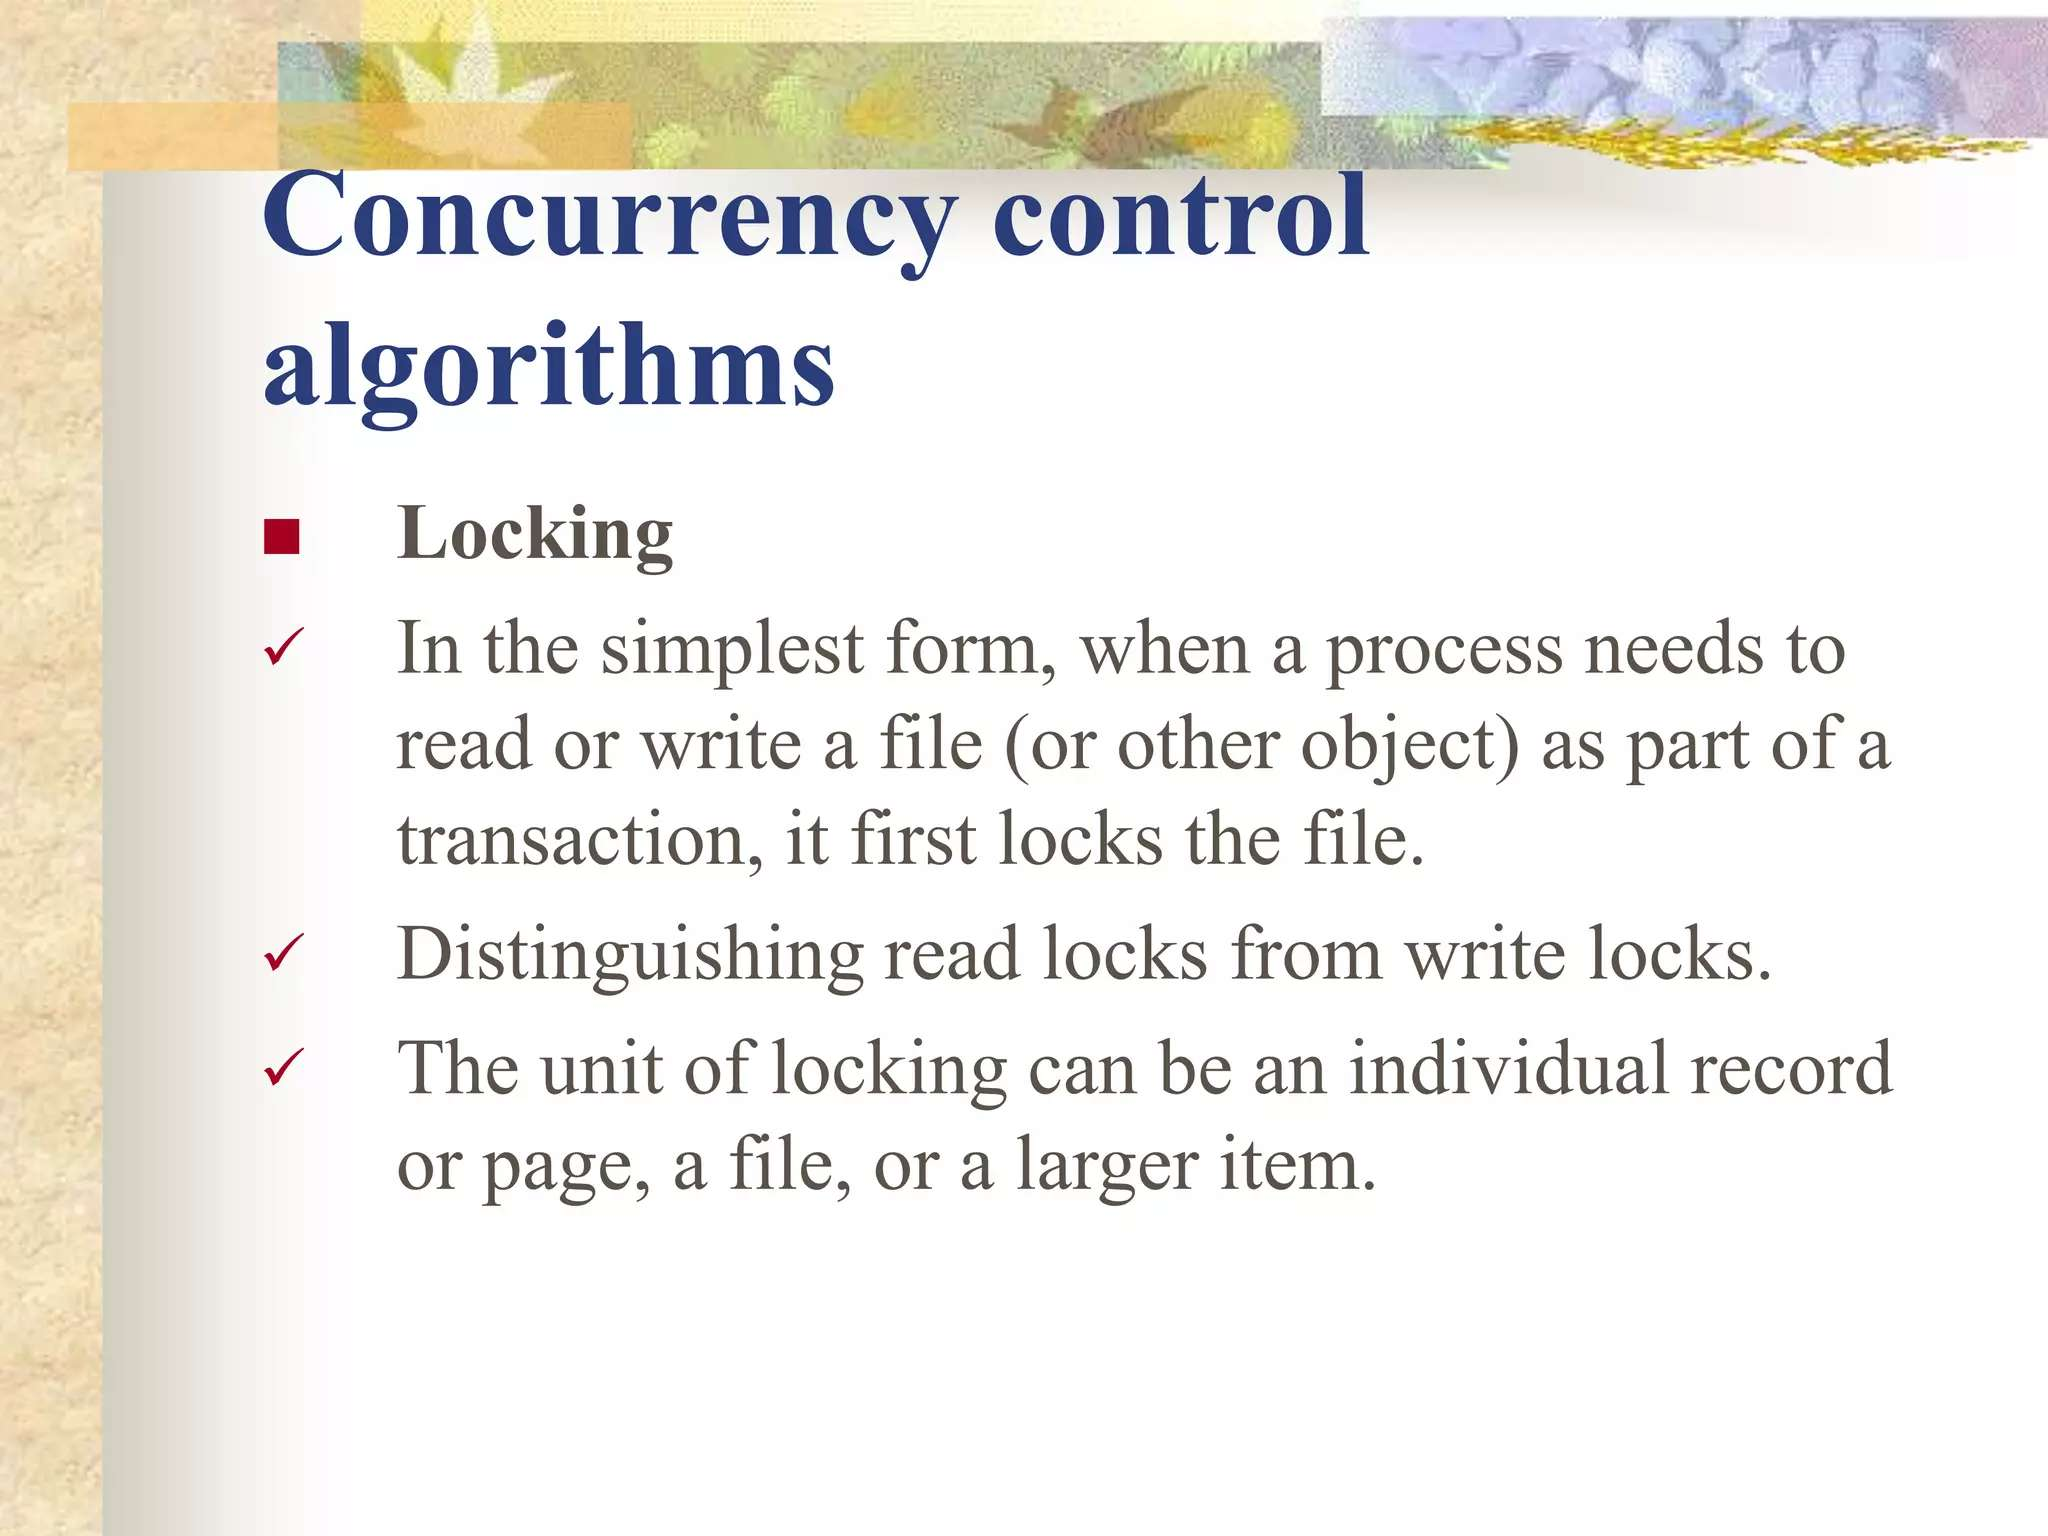 Concurrency control
algorithms
Locking
In the simplest form, when a process needs to
read or write a file (or other object) as part of a
transaction, it first locks the file.
Distinguishing read locks from write locks.
The unit of locking can be an individual record
or page, a file, or a larger item.